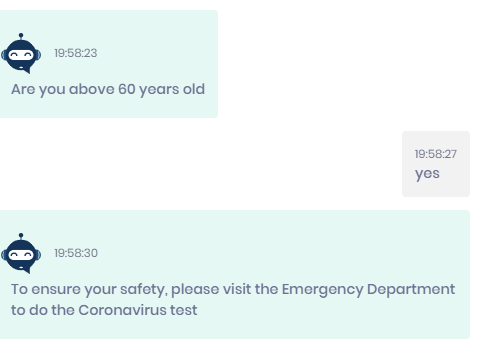 19:58:23
Are you above 60 years old
19:58:27
yes
19:58:30
To ensure your safety, please visit the Emergency Department
to do the Coronavirus test